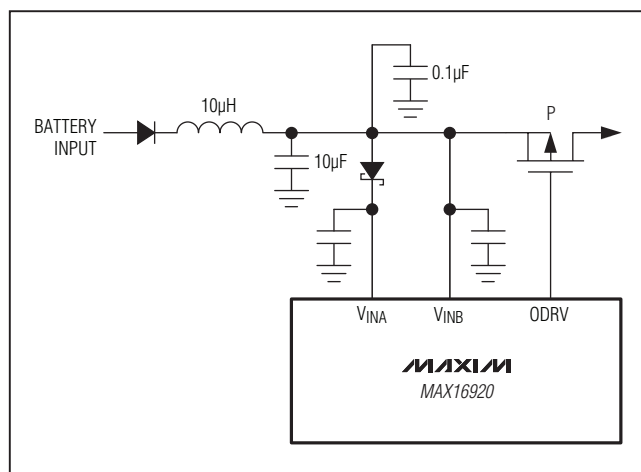 0.1µF
P
10µH
BATTERY
INPUT
10µF
VINA
VINB
ODRV
MAXIM
MAX16920